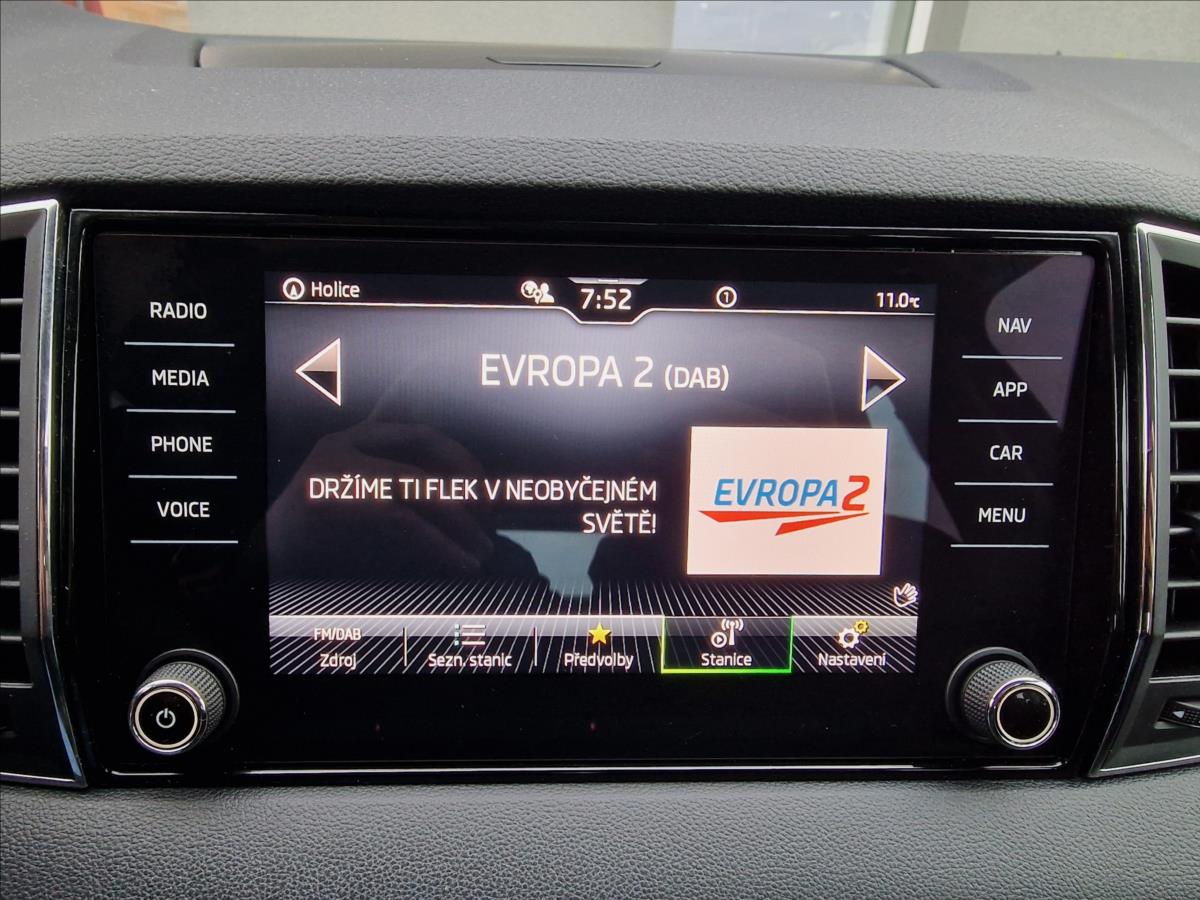 Holice
7:52
1
11.0°C
RADIO
MEDIA
PHONE
VOICE
NAV
APP
CAR
MENU
EVROPA 2 (DAB)
DRŽÍME TI FLEK V NEOBYČEJNÉM
SVĚTĚ!
EVROPA 2
FM/DAB
Zdroj
Sezn. stanic
Předvolby
Stanice
Nastavení